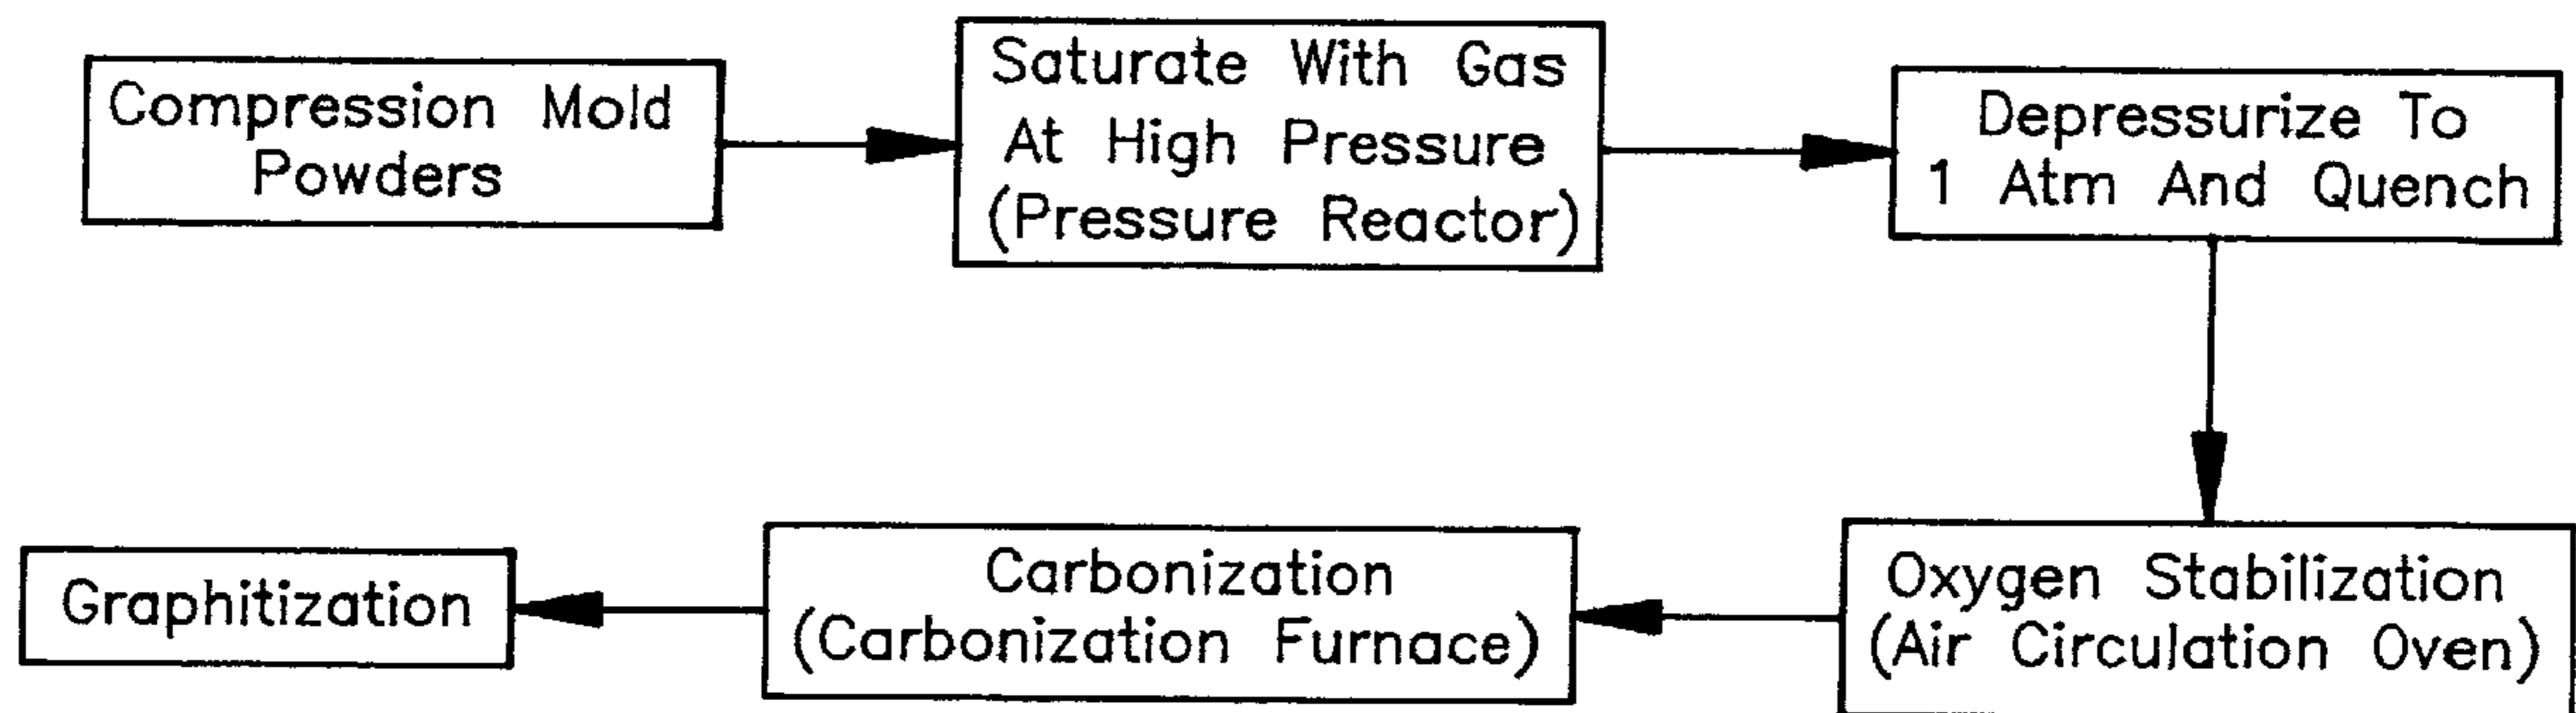 Compression Mold
Powders
Saturate With Gas
At High Pressure
(Pressure Reactor)
Depressurize To
1 Atm And Quench
Oxygen Stabilization
(Air Circulation Oven)
Carbonization
(Carbonization Furnace)
Graphitization